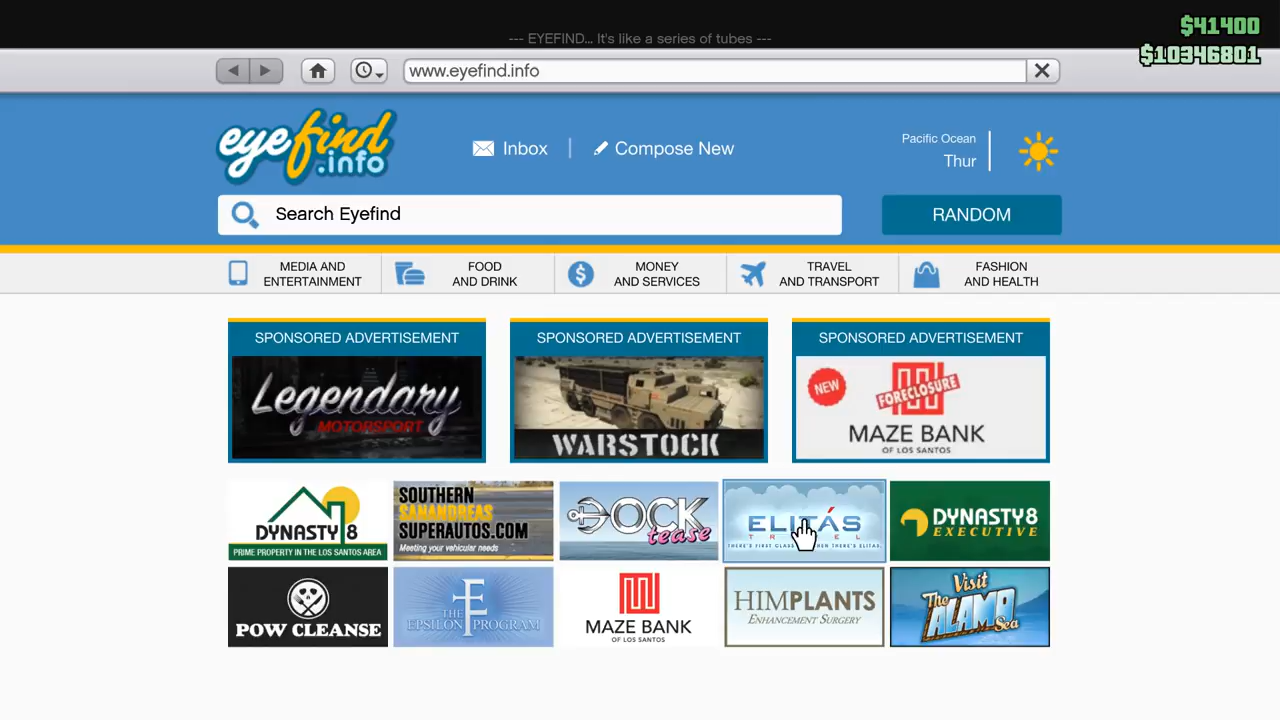 --- EYEFIND... It's like a series of tubes ---
$41400
$10346801
www.eyefind.info
eyefind
.info
Inbox
Compose New
Pacific Ocean
Thur
Search Eyefind
RANDOM
MEDIA AND
ENTERTAINMENT
FOOD
AND DRINK
MONEY
AND SERVICES
TRAVEL
AND TRANSPORT
FASHION
AND HEALTH
SPONSORED ADVERTISEMENT
Legendary
MOTORSPORT
SPONSORED ADVERTISEMENT
WARSTOCK
SPONSORED ADVERTISEMENT
NEW
FORECLOSURE
MAZE BANK
OF LOS SANTOS
DYNASTY 8
PRIME PROPERTY IN THE LOS SANTOS AREA
SOUTHERN
SANANDREAS
SUPERAUTOS.COM
Meeting your vehicular needs
DOCK
tease
ELITÁS
DYNASTY 8
EXECUTIVE
POW CLEANSE
THE
EPSILON PROGRAM
MAZE BANK
OF LOS SANTOS
HIMPLANTS
ENHANCEMENT SURGERY
Visit
The
ALAMO
Sea